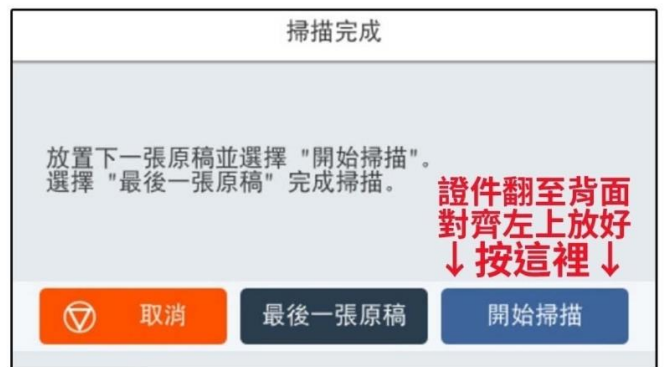 掃描完成
放置下一張原稿並選擇 "開始掃描"。
選擇 "最後一張原稿" 完成掃描。
證件翻至背面
對齊左上放好
↓按這裡↓
取消
最後一張原稿
開始掃描